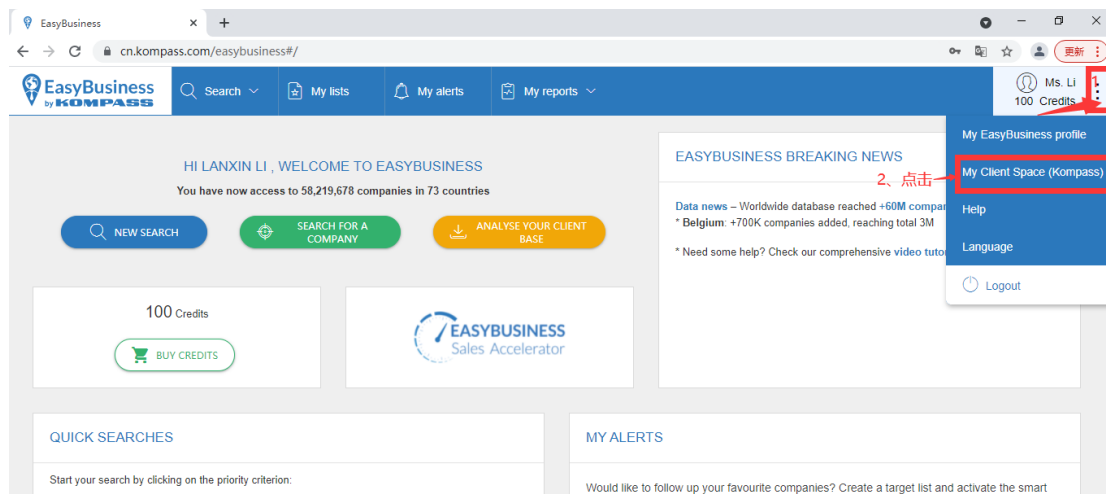 EasyBusiness
cn.kompass.com/easybusiness#/
更新
EasyBusiness
by KOMPASS
Search
My lists
My alerts
My reports
Ms. Li
100 Credits
1
My EasyBusiness profile
2、点击
My Client Space (Kompass)
Help
Language
Logout
HI LANXIN LI , WELCOME TO EASYBUSINESS
You have now access to 58,219,678 companies in 73 countries
NEW SEARCH
SEARCH FOR A
COMPANY
ANALYSE YOUR CLIENT
BASE
EASYBUSINESS BREAKING NEWS
Data news – Worldwide database reached +60M compan
* Belgium: +700K companies added, reaching total 3M
* Need some help? Check our comprehensive video tutor
100 Credits
BUY CREDITS
EASYBUSINESS
Sales Accelerator
QUICK SEARCHES
Start your search by clicking on the priority criterion:
MY ALERTS
Would like to follow up your favourite companies? Create a target list and activate the smart